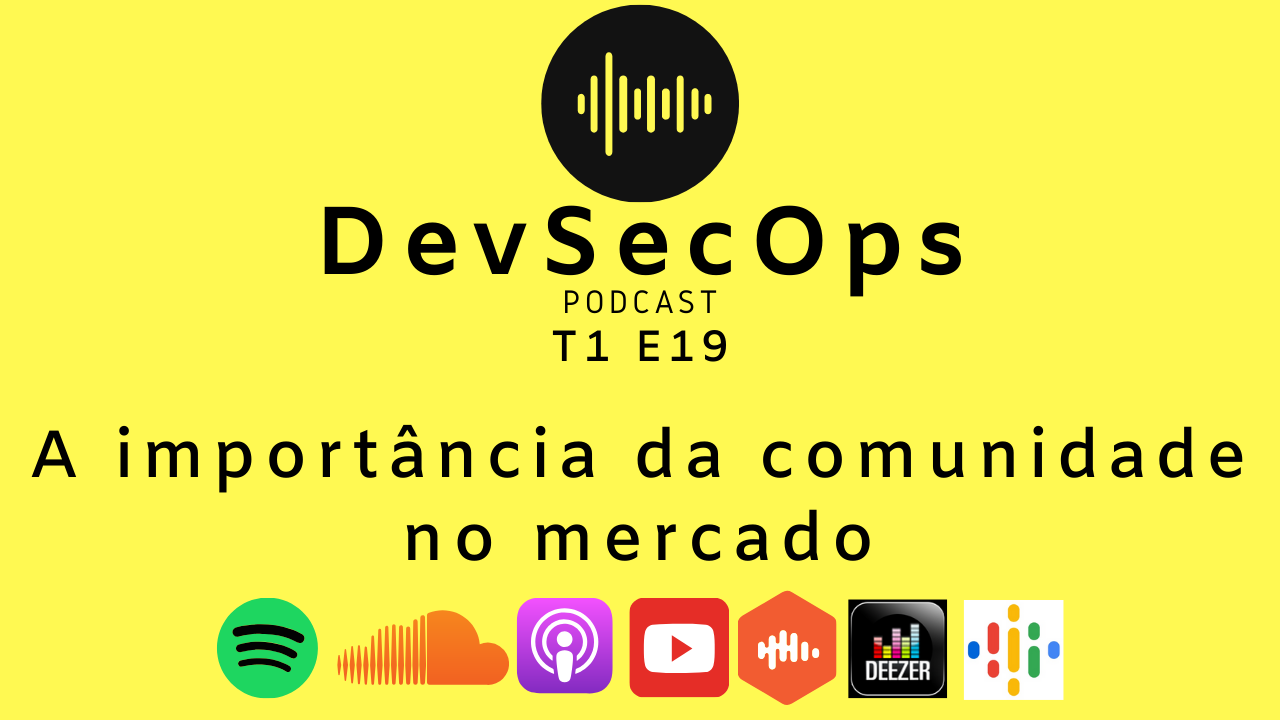 DevSecOps
PODCAST
T1 E19
A importância da comunidade
no mercado
DEEZER